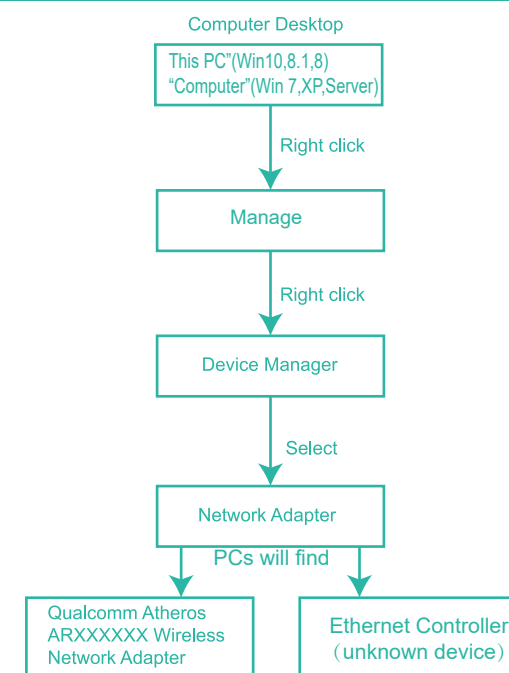 Computer Desktop
This PC”(Win10,8.1,8)
“Computer”(Win 7,XP,Server)
Right click
Manage
Right click
Device Manager
Select
Network Adapter
PCs will find
Qualcomm Atheros
ARXXXXXX Wireless
Network Adapter
Ethernet Controller
（unknown device）